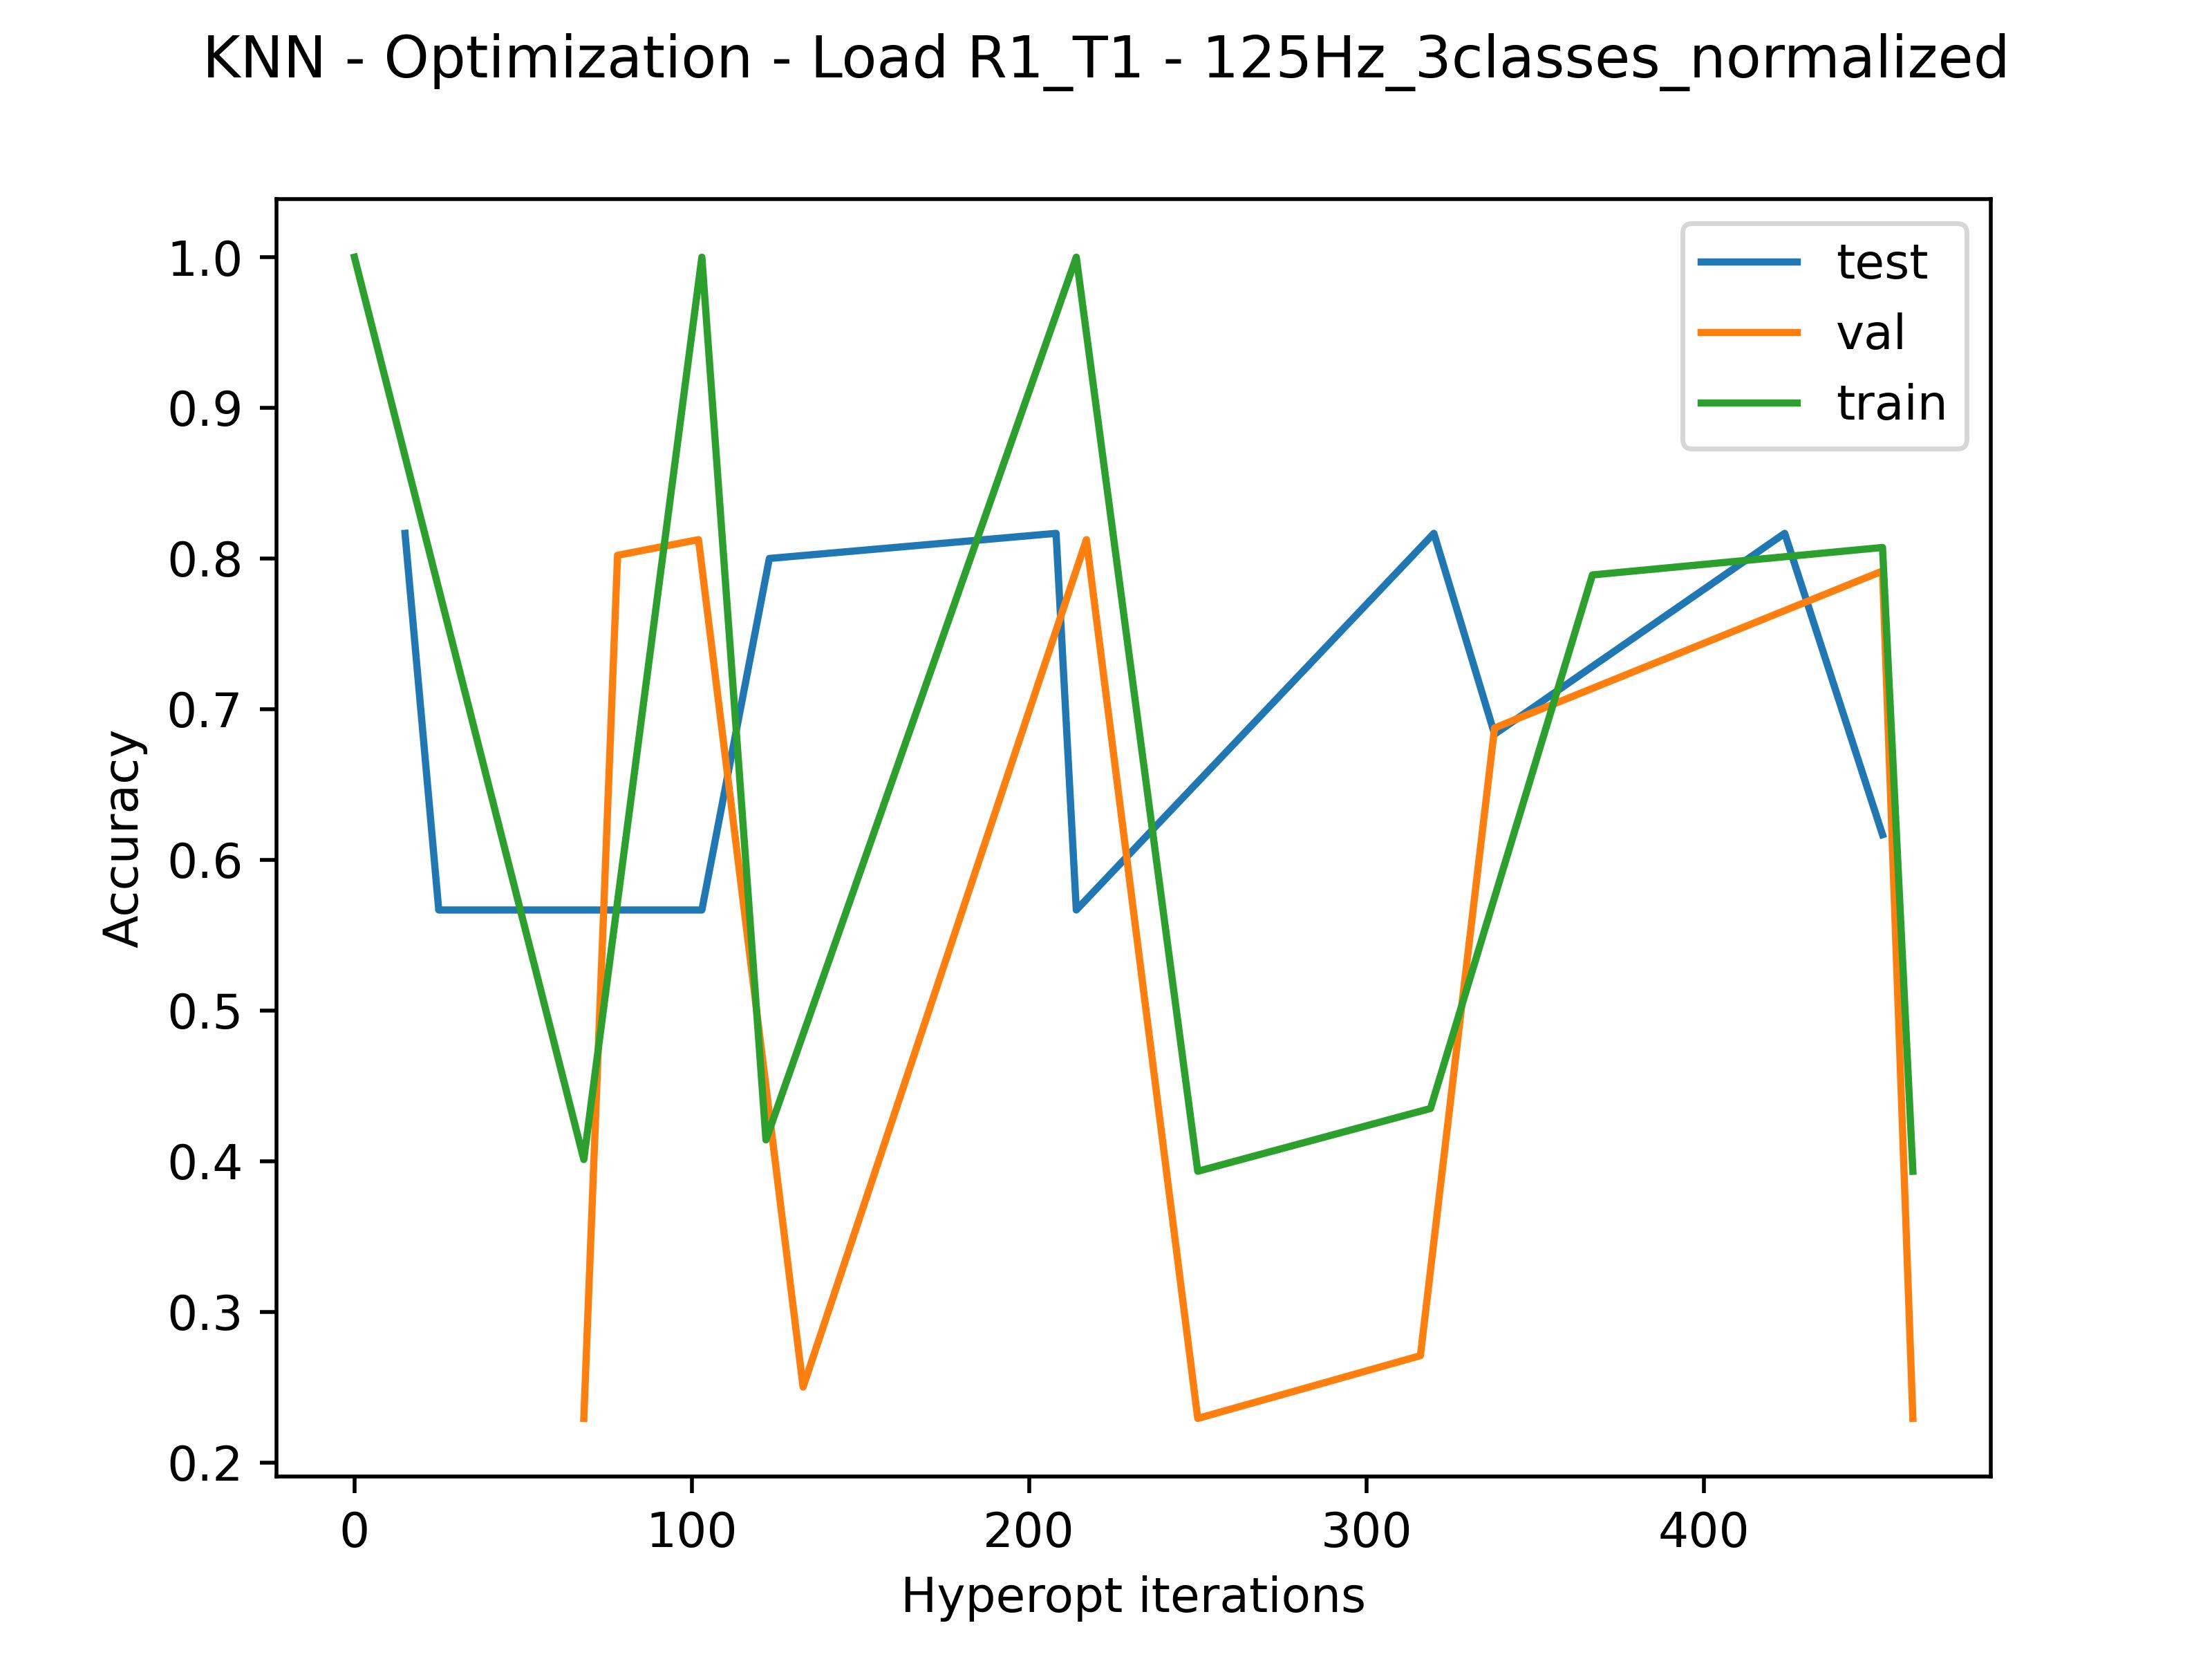 KNN - Optimization - Load R1_T1 - 125Hz_3classes_normalized
test
val
train
1.0
0.9
0.8
0.7
0.6
0.5
0.4
0.3
0.2
Accuracy
0 100 200 300 400
Hyperopt iterations